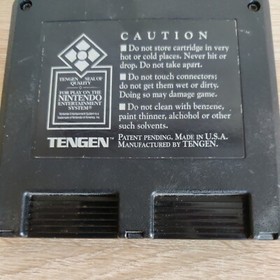 CAUTION
■ Do not store cartridge in very
hot or cold places. Never hit or
drop. Do not take apart.
■ Do not touch connectors;
do not get them wet or dirty.
Doing so may damage game.
■ Do not clean with benzene,
paint thinner, alchohol or other
such solvents.
PATENT PENDING. MADE IN U.S.A.
MANUFACTURED BY TENGEN.
TENGEN SEAL OF
QUALITY
FOR PLAY ON THE
NINTENDO
ENTERTAINMENT
SYSTEM®
TENGEN